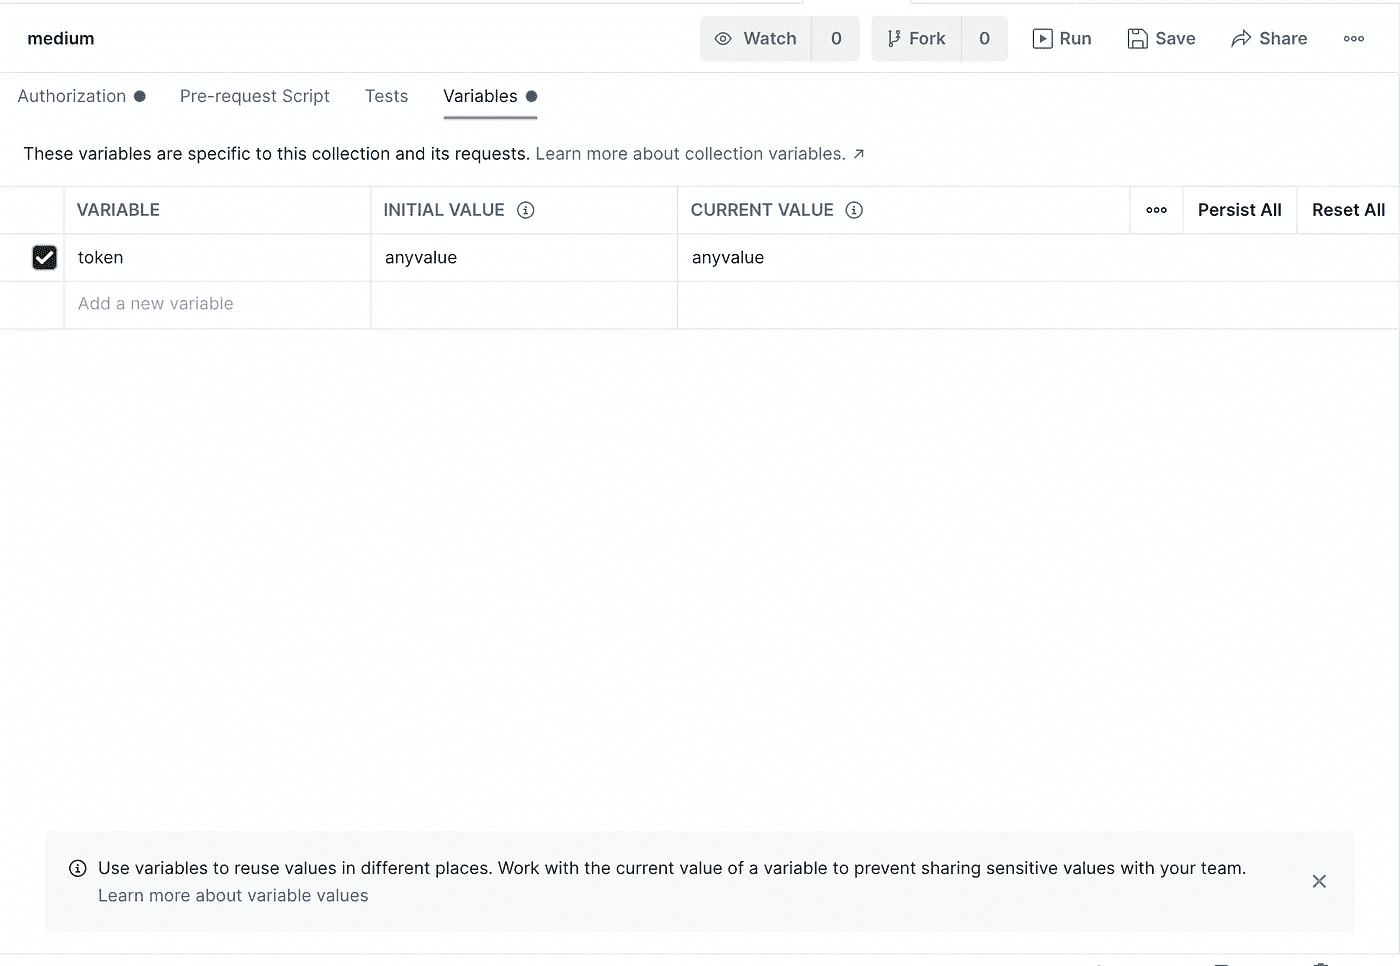 medium
Watch 0 Fork 0 Run Save Share
Authorization Pre-request Script Tests Variables
These variables are specific to this collection and its requests. Learn more about collection variables. ↗
VARIABLE INITIAL VALUE CURRENT VALUE Persist All Reset All
token anyvalue anyvalue
Add a new variable
Use variables to reuse values in different places. Work with the current value of a variable to prevent sharing sensitive values with your team.
Learn more about variable values